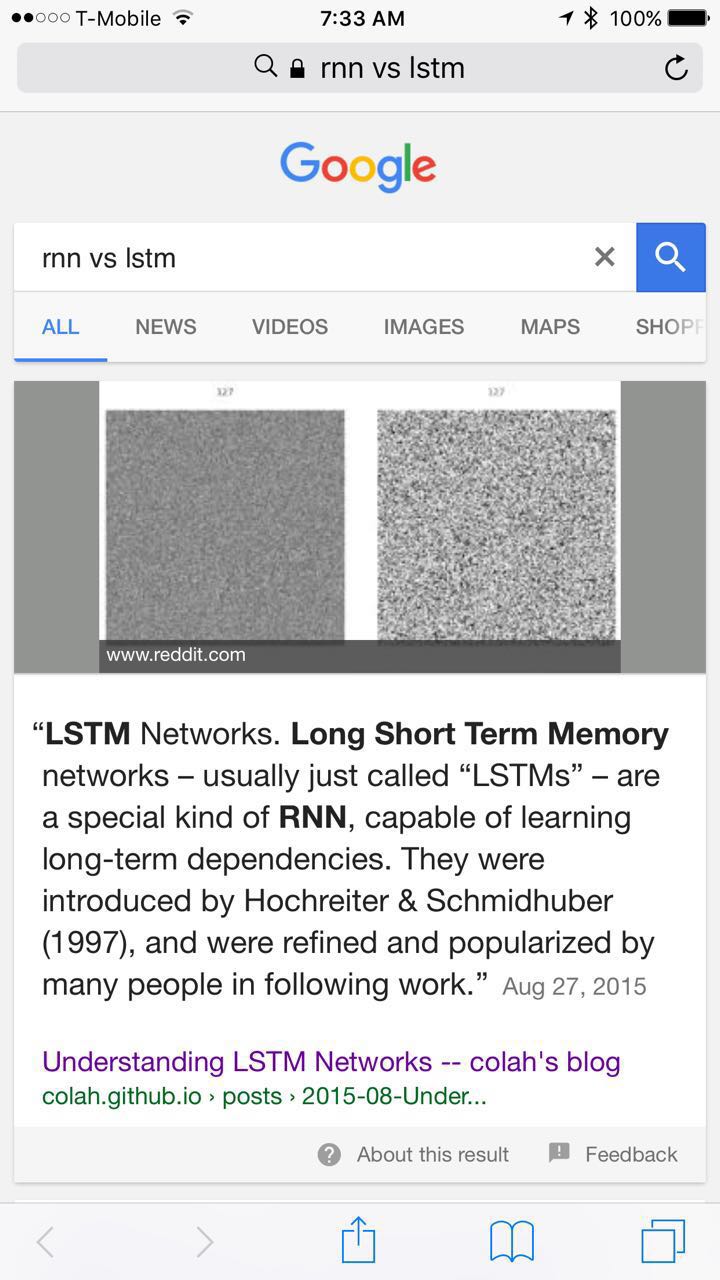 T-Mobile 7:33 AM 100%
rnn vs lstm
Google
rnn vs lstm
ALL NEWS VIDEOS IMAGES MAPS SHOPP
127 127
www.reddit.com
“LSTM Networks. Long Short Term Memory
networks – usually just called “LSTMs” – are
a special kind of RNN, capable of learning
long-term dependencies. They were
introduced by Hochreiter & Schmidhuber
(1997), and were refined and popularized by
many people in following work.” Aug 27, 2015
Understanding LSTM Networks -- colah's blog
colah.github.io › posts › 2015-08-Under...
About this result Feedback